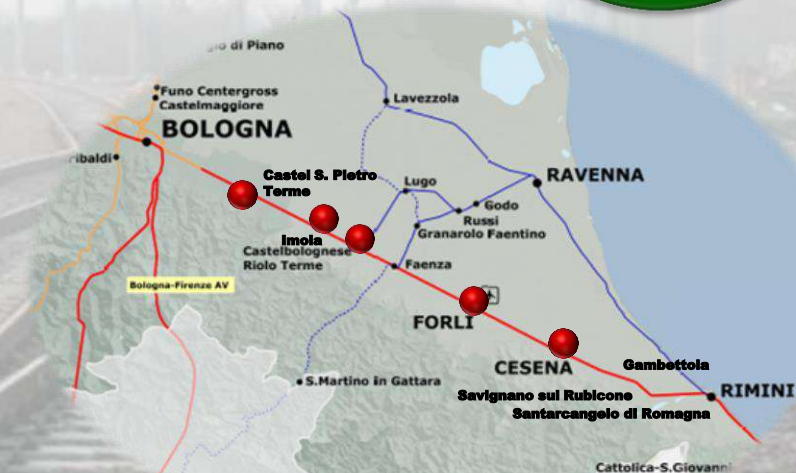 di Piano
Funo Centergross
Castelmaggiore
BOLOGNA
Lavezzola
ribaldi
Castel S. Pietro
Terme
Lugo
RAVENNA
Godo
Russi
Granarolo Faentino
Imola
Castelbolognese
Riolo Terme
Faenza
Bologna-Firenze AV
FORLI
CESENA
Gambettola
S.Martino in Gattara
Savignano sul Rubicone
RIMINI
Santarcangelo di Romagna
Cattolica-S.Giovanni